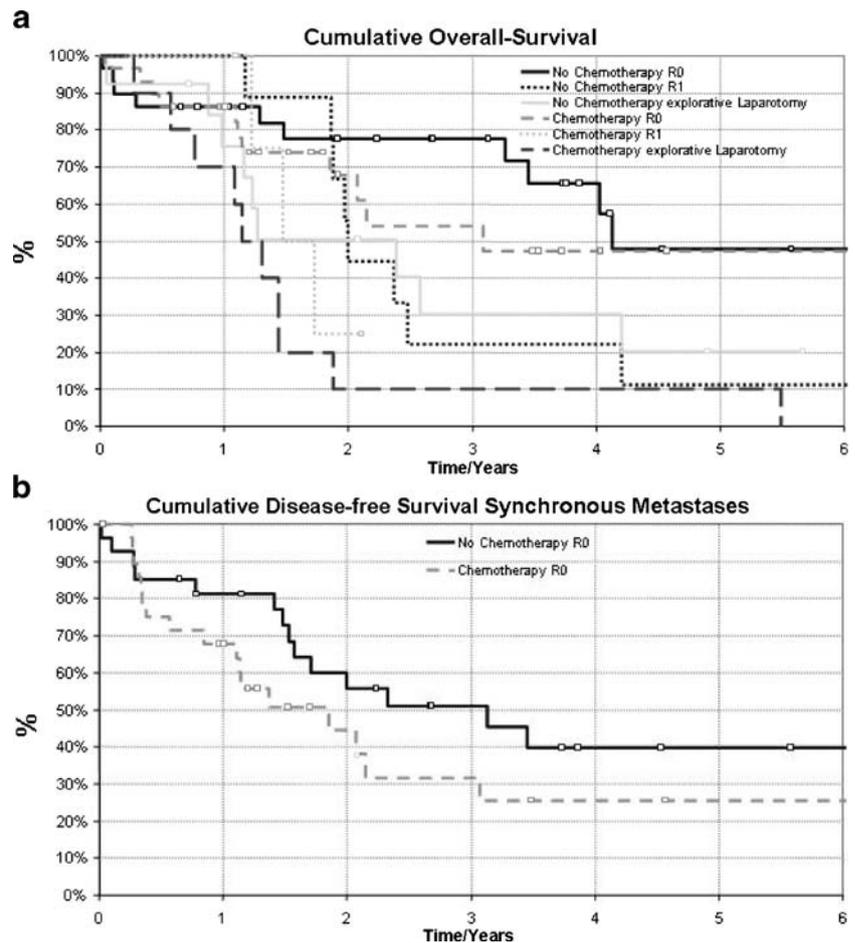 a
Cumulative Overall-Survival
100%
90%
80%
70%
60%
50%
40%
30%
20%
10%
0%
%
No Chemotherapy R0
No Chemotherapy R1
No Chemotherapy explorative Laparotomy
Chemotherapy R0
Chemotherapy R1
Chemotherapy explorative Laparotomy
0 1 2 3 4 5 6
Time/Years
b
Cumulative Disease-free Survival Synchronous Metastases
100%
90%
80%
70%
60%
50%
40%
30%
20%
10%
0%
%
No Chemotherapy R0
Chemotherapy R0
0 1 2 3 4 5 6
Time/Years